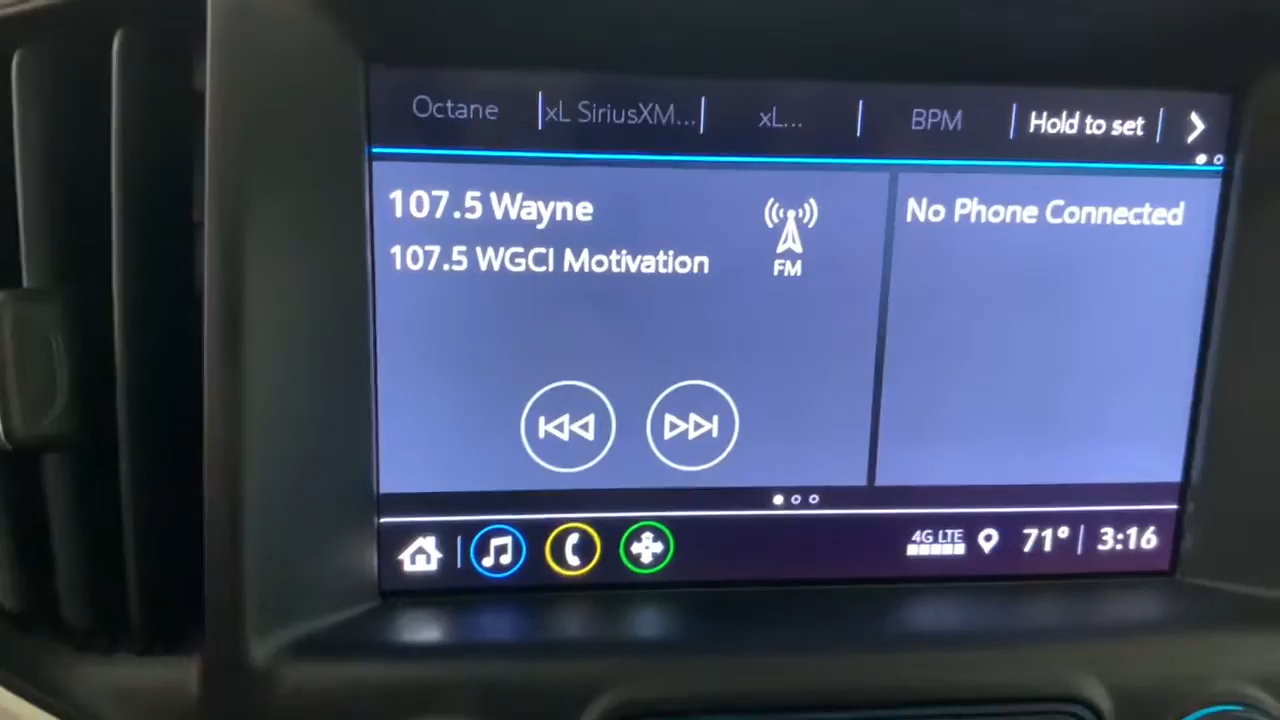 Octane
xL SiriusXM...
xL...
BPM
Hold to set
107.5 Wayne
107.5 WGCI Motivation
FM
No Phone Connected
4G LTE
71°
3:16